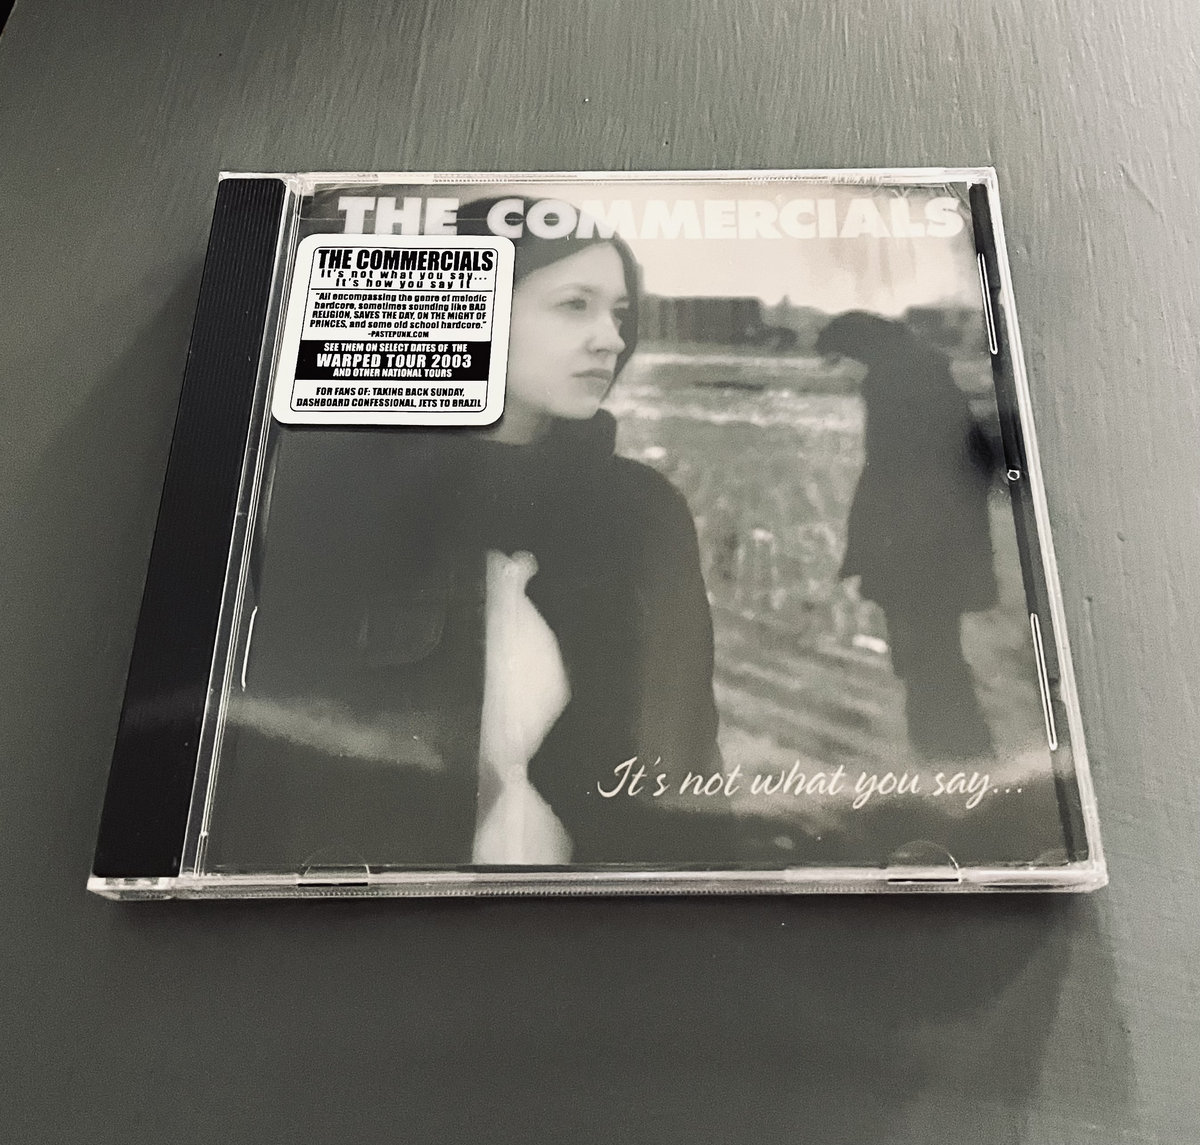 THE COMMERCIALS
THE COMMERCIALS
It's not what you say...
it's how you say it
"All encompassing the genre of melodic
hardcore, sometimes sounding like BAD
RELIGION, SAVES THE DAY, ON THE MIGHT OF
PRINCES, and some old school hardcore."
-PASTEPUNK.COM
SEE THEM ON SELECT DATES OF THE
WARPED TOUR 2003
AND OTHER NATIONAL TOURS
FOR FANS OF: TAKING BACK SUNDAY,
DASHBOARD CONFESSIONAL, JETS TO BRAZIL
It's not what you say...